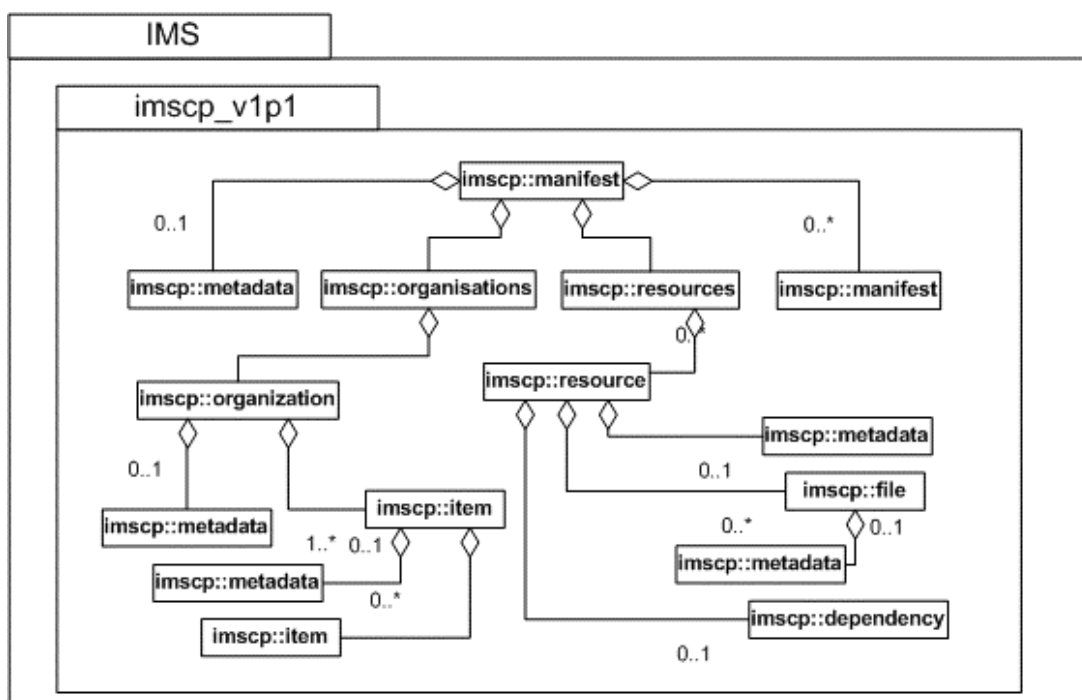 IMS
imscp_v1p1
imscp::manifest
0..1
0..*
imscp::metadata
imscp::organisations
imscp::resources
imscp::manifest
0..*
imscp::resource
imscp::organization
imscp::metadata
0..1
0..1
imscp::file
imscp::item
imscp::metadata
0..*
0..1
1..*
0..1
imscp::metadata
imscp::metadata
0..*
imscp::dependency
imscp::item
0..1